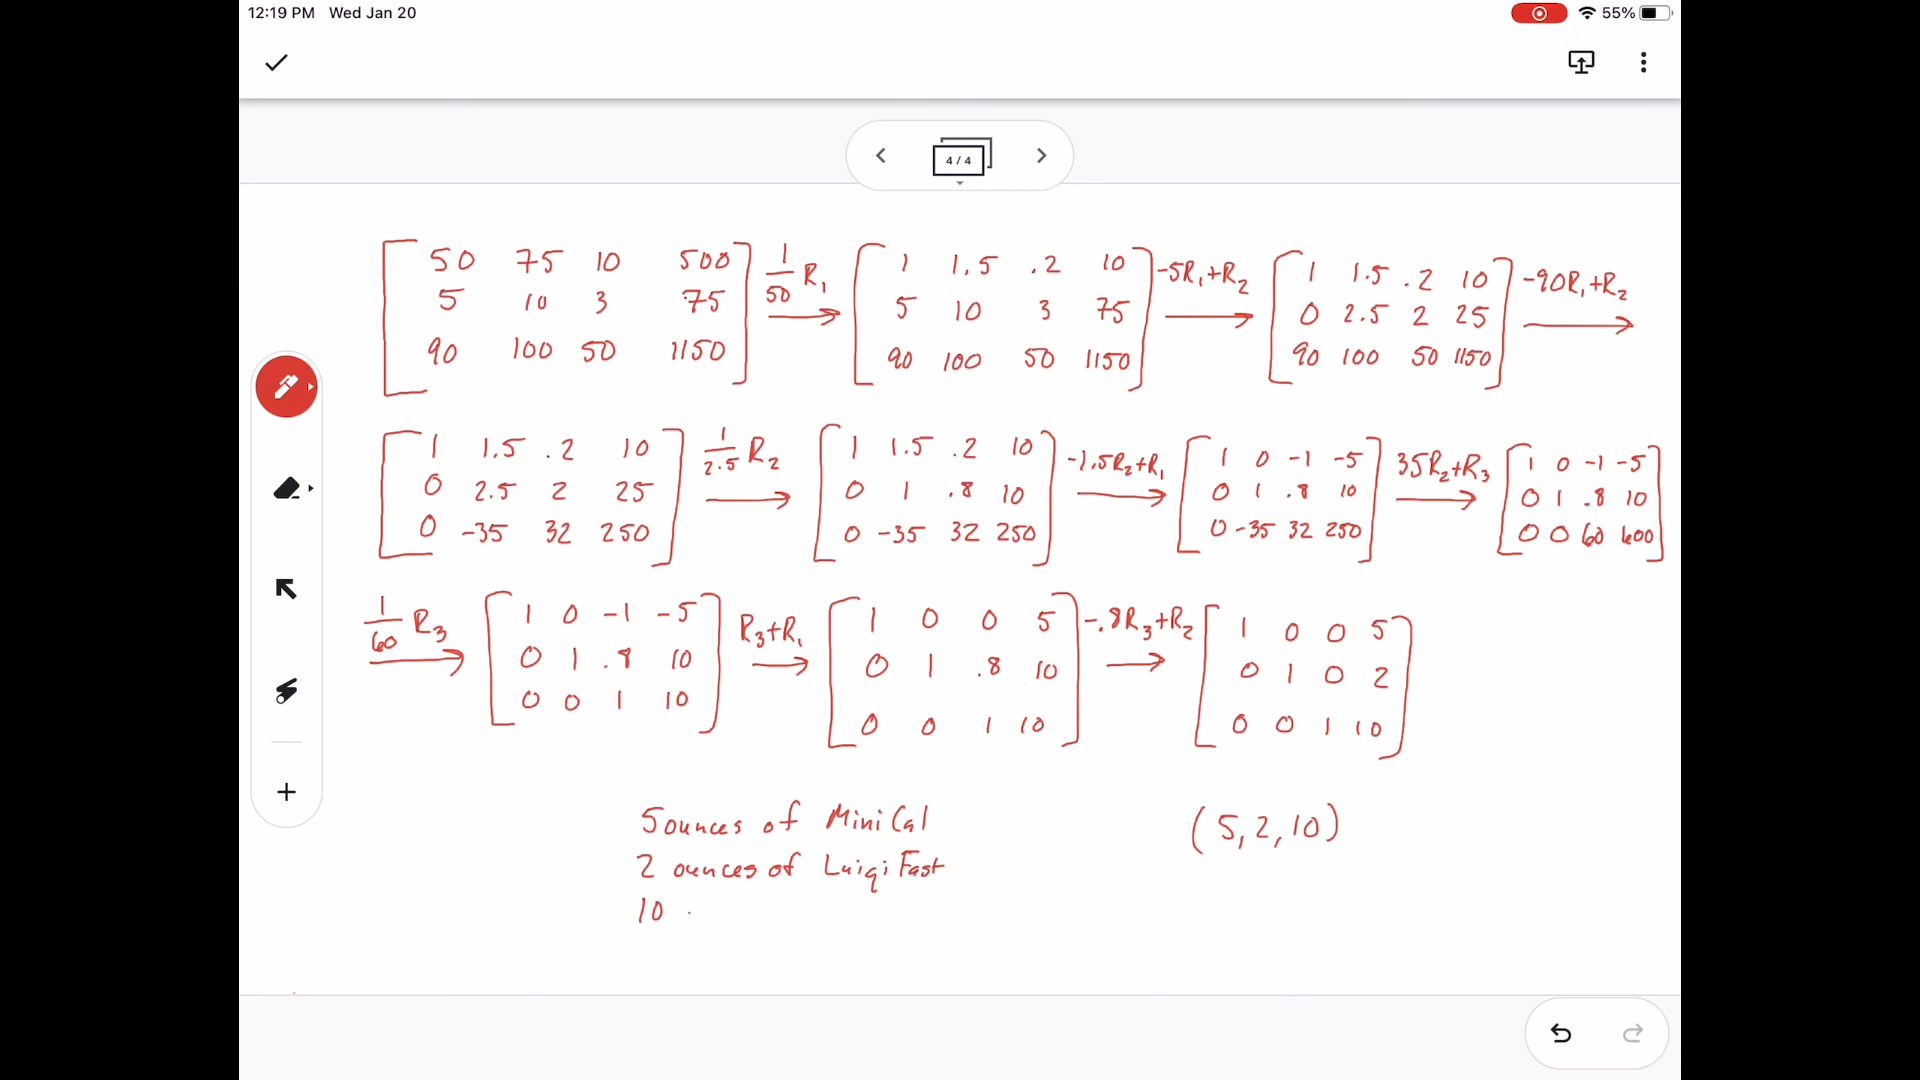 12:19 PM Wed Jan 20 55%
4 / 4
50 75 10 500 1/50 R₁ 1 1.5 .2 10 -5R₁+R₂ 1 1.5 .2 10 -90R₁+R₂
5 10 3 75 5 10 3 75 0 2.5 2 25
90 100 50 1150 90 100 50 1150 90 100 50 1150
1 1.5 .2 10 1/2.5 R₂ 1 1.5 .2 10 -1.5R₂+R₁ 1 0 -1 -5 35R₂+R₃ 1 0 -1 -5
0 2.5 2 25 0 1 .8 10 0 1 .8 10 0 1 .8 10
0 -35 32 250 0 -35 32 250 0 -35 32 250 0 0 60 600
1/60 R₃ 1 0 -1 -5 R₃+R₁ 1 0 0 5 -.8R₃+R₂ 1 0 0 5
0 1 .8 10 0 1 .8 10 0 1 0 2
0 0 1 10 0 0 1 10 0 0 1 10
5 ounces of MiniCal (5, 2, 10)
2 ounces of LuigiFast
10